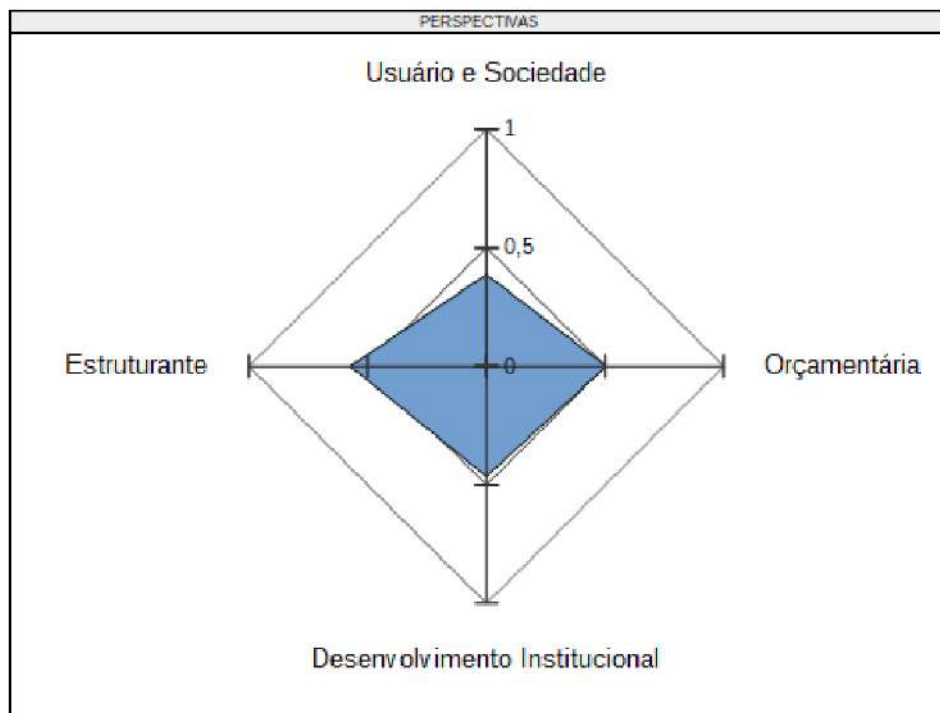 PERSPECTIVAS
Usuário e Sociedade
1
0,5
Estruturante
0
Orçamentária
Desenvolvimento Institucional